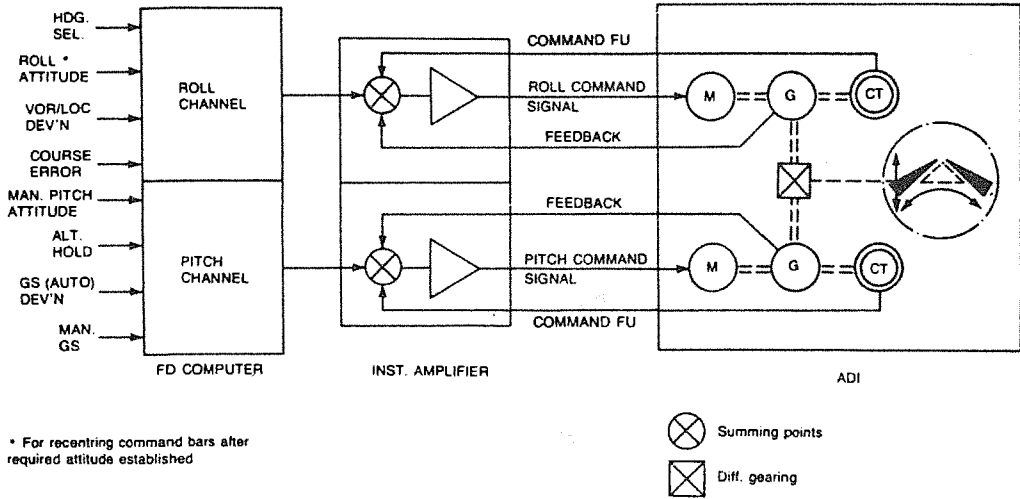 HDG.
SEL.
ROLL *
ATTITUDE
VOR/LOC
DEV'N
COURSE
ERROR
MAN. PITCH
ATTITUDE
ALT.
HOLD
GS (AUTO)
DEV'N
MAN.
GS
ROLL
CHANNEL
PITCH
CHANNEL
FD COMPUTER
INST. AMPLIFIER
COMMAND FU
ROLL COMMAND
SIGNAL
FEEDBACK
FEEDBACK
PITCH COMMAND
SIGNAL
COMMAND FU
M
G
CT
M
G
CT
ADI
* For recentring command bars after
required attitude established
Summing points
Diff. gearing